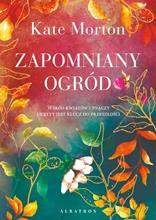 Kate Morton
ZAPOMNIANY
OGRÓD
WŚRÓD KWIATÓW I PNĄCZY
UKRYTY JEST KLUCZ DO PRZESZŁOŚCI
ALBATROS